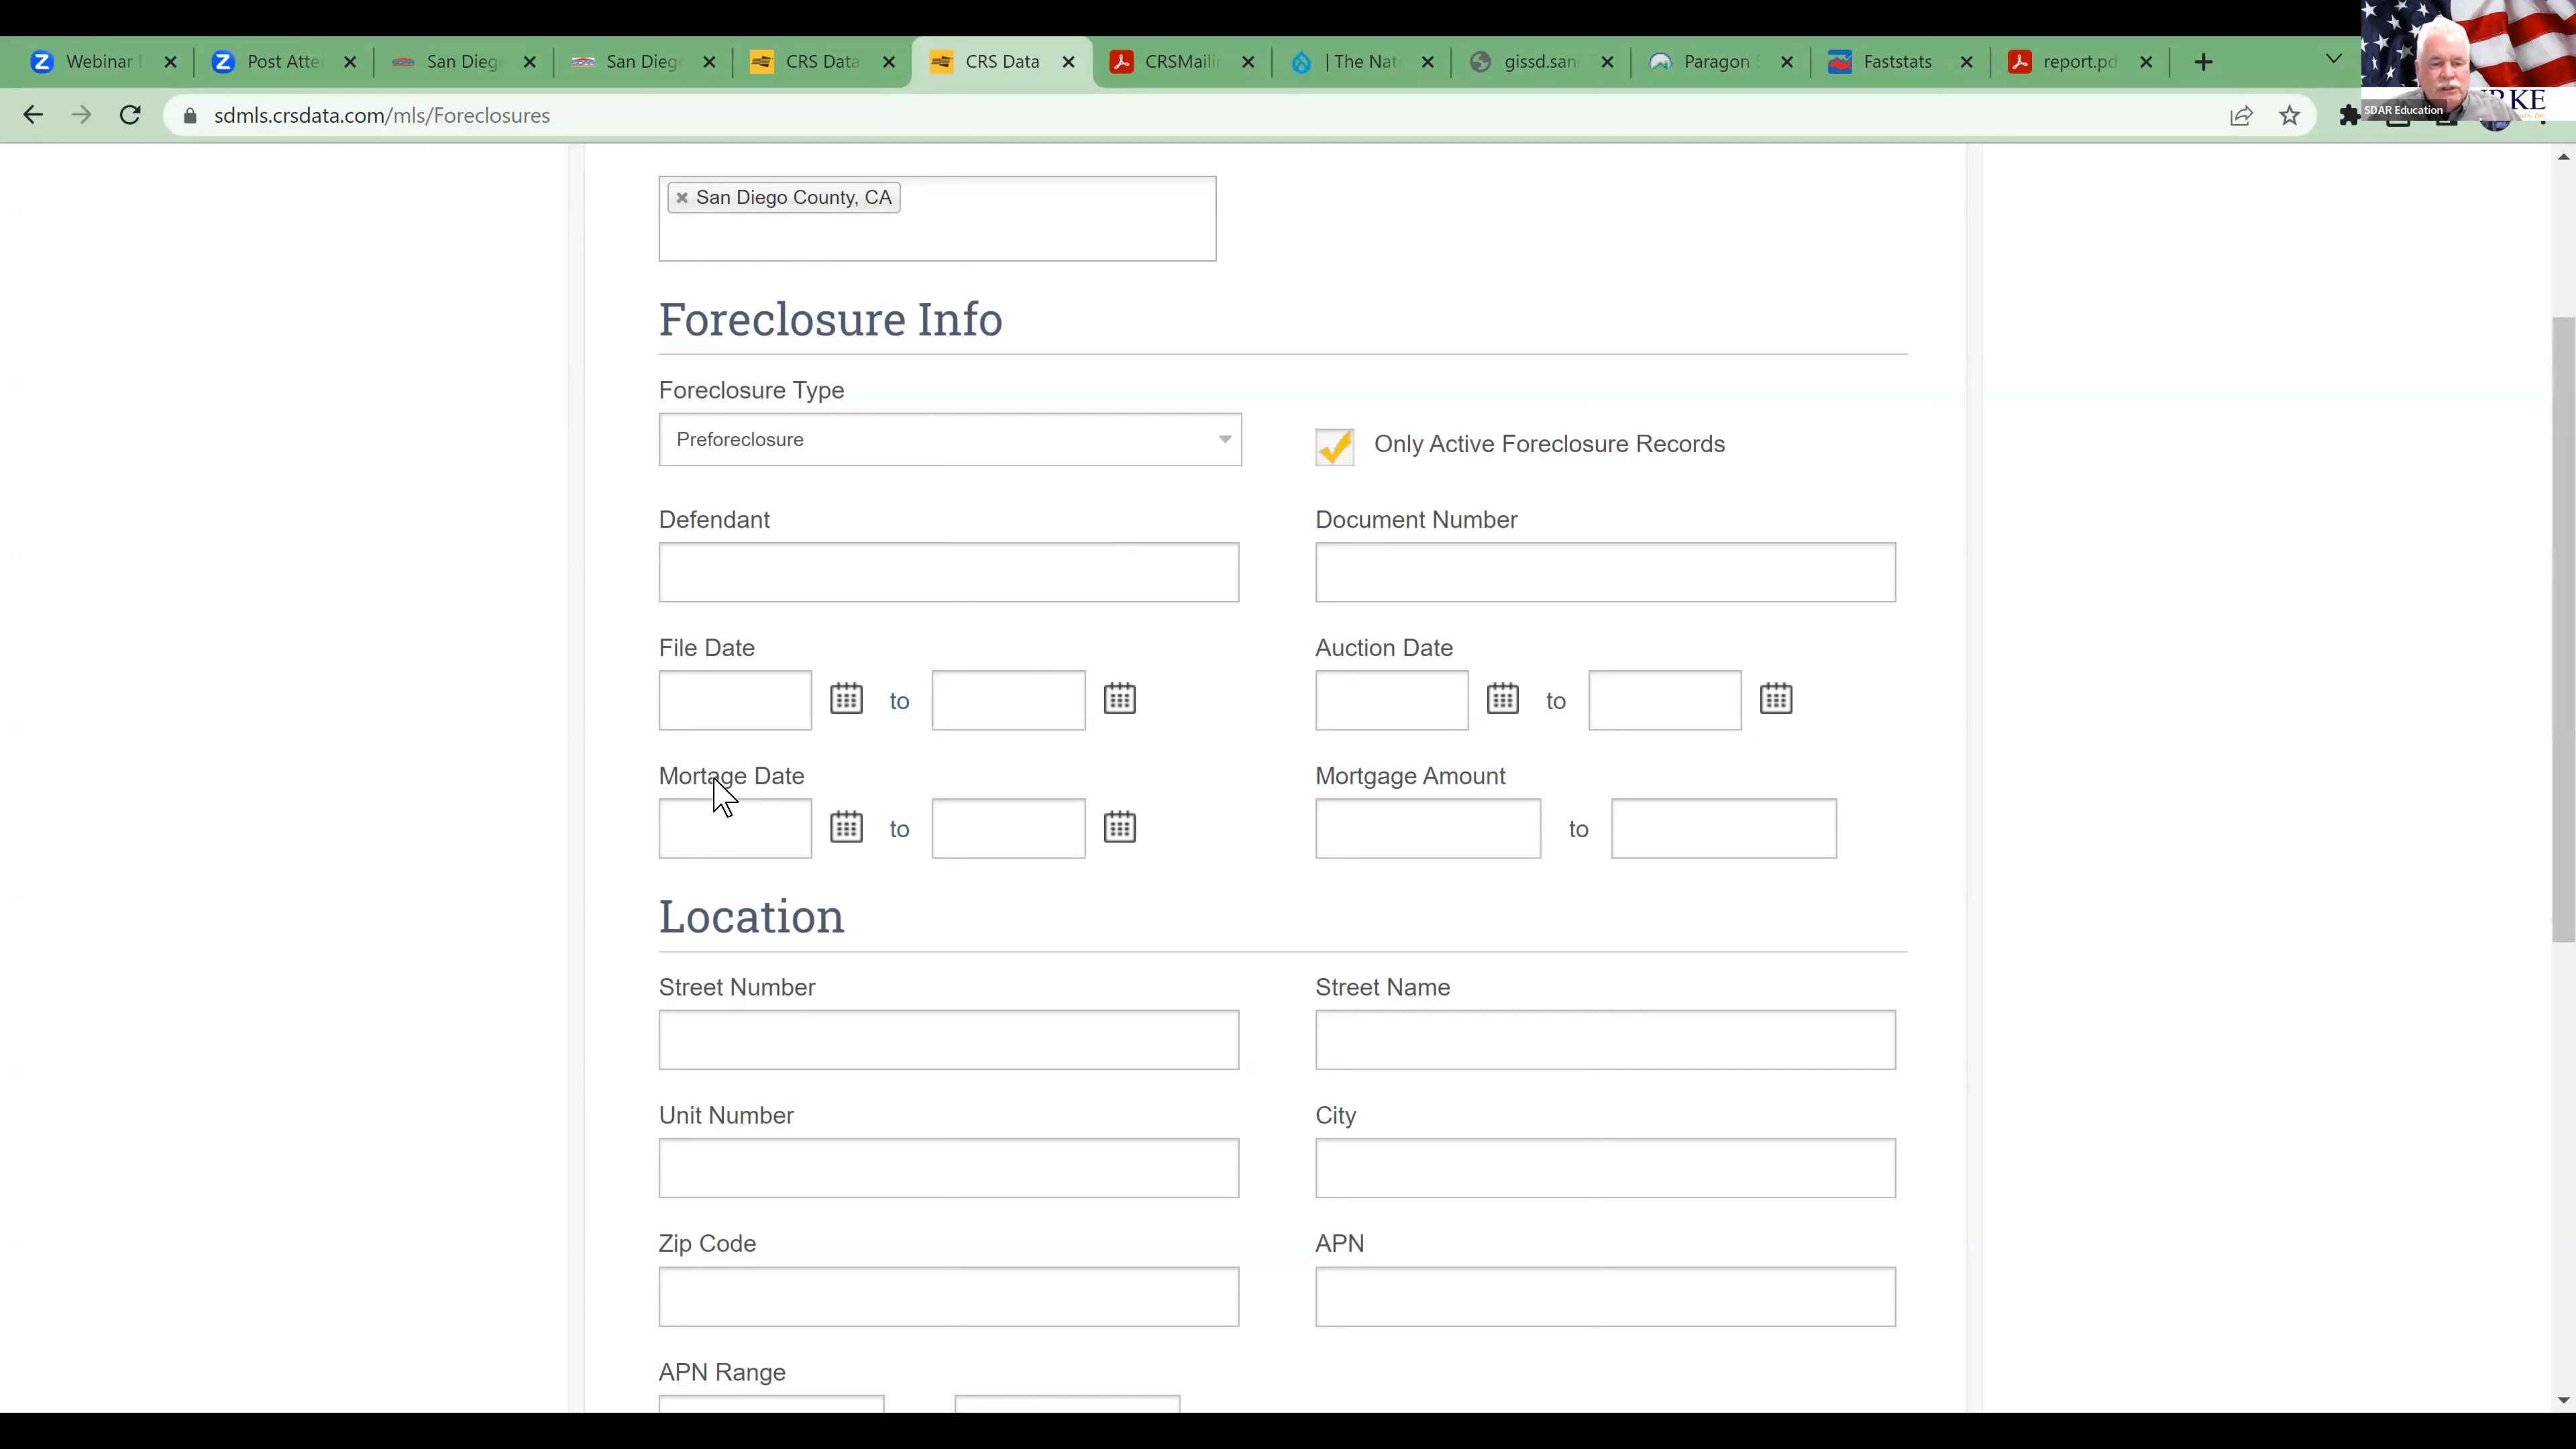 Webinar
Post Atte
San Dieg
San Dieg
CRS Data
CRS Data
CRSMaili
| The Nat
gissd.san
Paragon
Faststats
report.pd
sdmls.crsdata.com/mls/Foreclosures
SDAR Education
RKE
San Diego County, CA
Foreclosure Info
Foreclosure Type
Preforeclosure
Only Active Foreclosure Records
Defendant
Document Number
File Date
Auction Date
to
to
Mortage Date
Mortgage Amount
to
to
Location
Street Number
Street Name
Unit Number
City
Zip Code
APN
APN Range